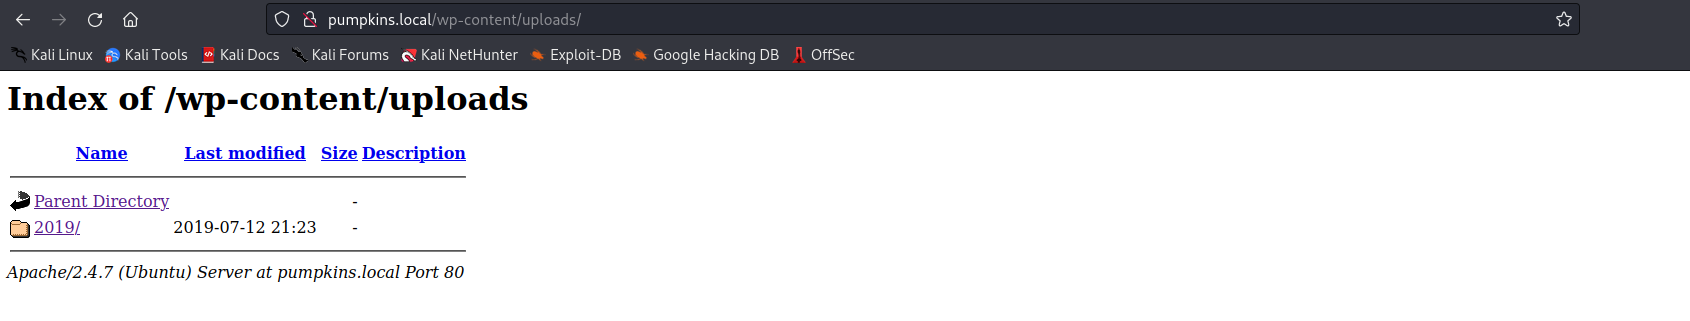 pumpkins.local/wp-content/uploads/
Kali Linux Kali Tools Kali Docs Kali Forums Kali NetHunter Exploit-DB Google Hacking DB OffSec
Index of /wp-content/uploads
Name Last modified Size Description
Parent Directory -
2019/ 2019-07-12 21:23 -
Apache/2.4.7 (Ubuntu) Server at pumpkins.local Port 80